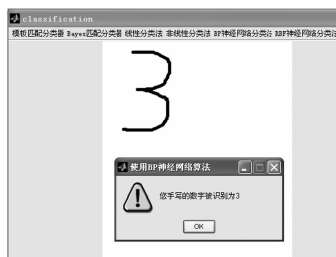 classification
模板匹配分类器 Bayes匹配分类器 线性分类法 非线性分类法 BP神经网络分类法 RBF神经网络分类法
3
使用BP神经网络算法
您手写的数字被识别为3
OK